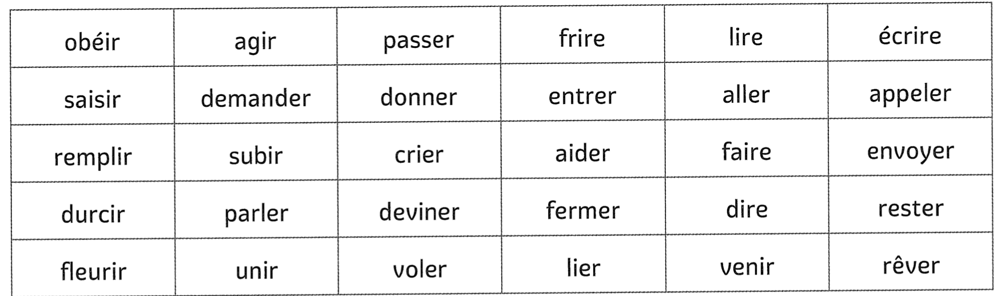 obéir agir passer frire lire écrire
saisir demander donner entrer aller appeler
remplir subir crier aider faire envoyer
durcir parler deviner fermer dire rester
fleurir unir voler lier venir rêver